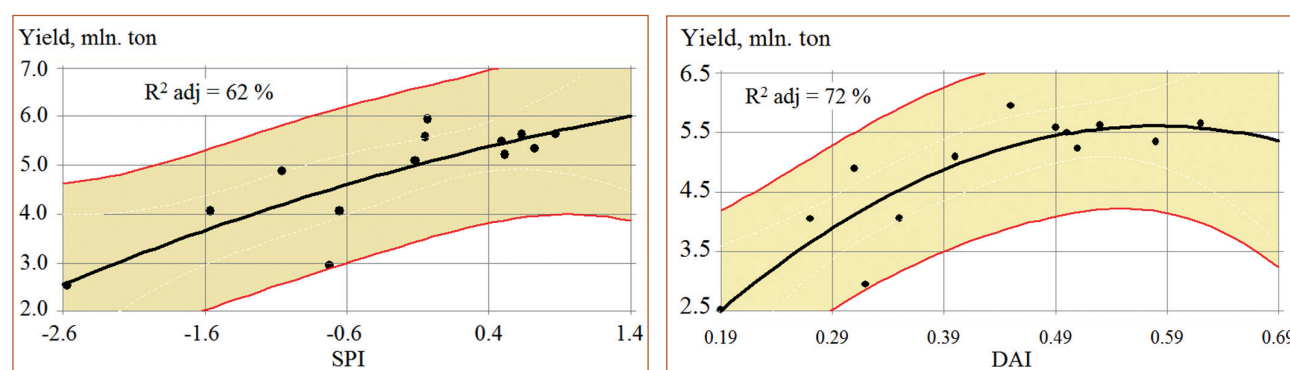 Yield, mln. ton
7.0
R² adj = 62 %
6.0
5.0
4.0
3.0
2.0
-2.6 -1.6 -0.6 0.4 1.4
SPI
Yield, mln. ton
6.5
R² adj = 72 %
5.5
4.5
3.5
2.5
0.19 0.29 0.39 0.49 0.59 0.69
DAI